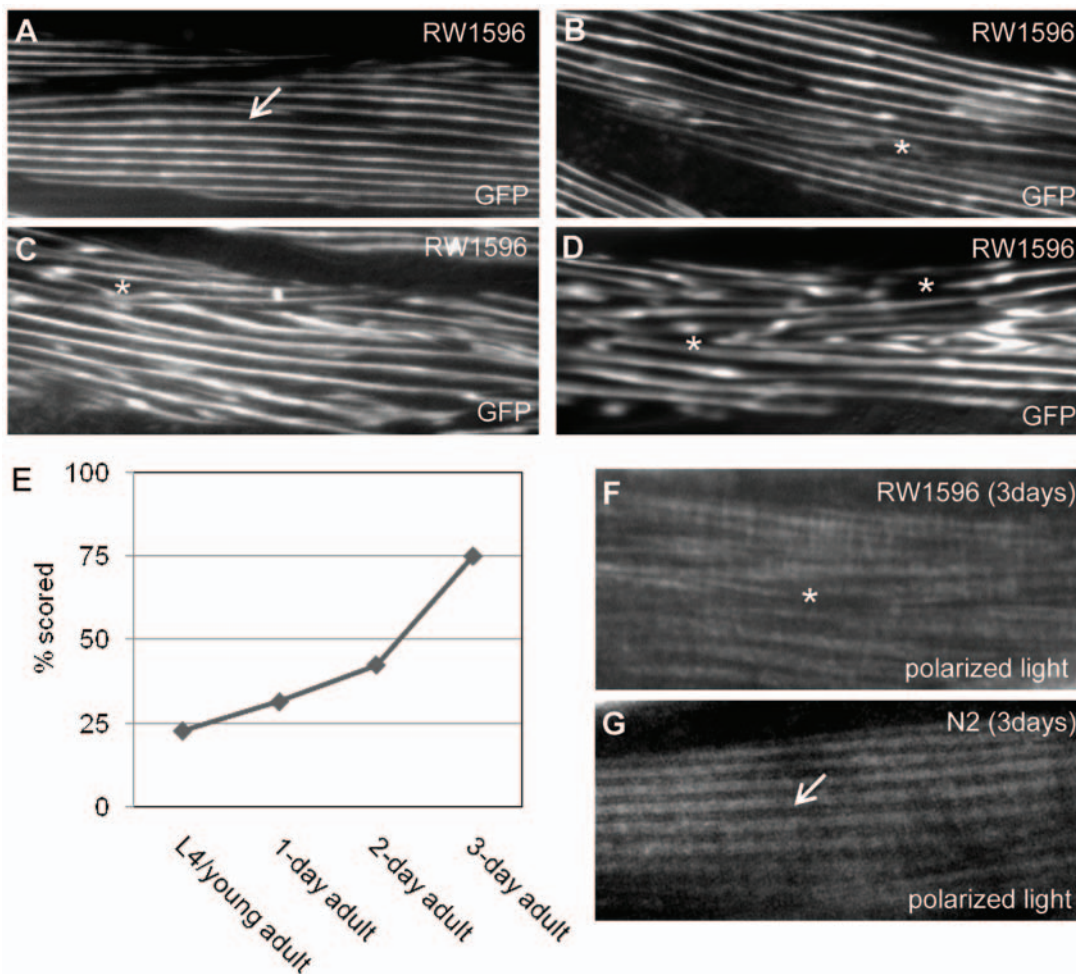 A
RW1596
GFP
B
RW1596
*
GFP
C
RW1596
*
GFP
D
RW1596
*
*
GFP
E
100
75
50
25
0
% scored
L4/young adult
1-day adult
2-day adult
3-day adult
F
RW1596 (3days)
*
polarized light
G
N2 (3days)
polarized light